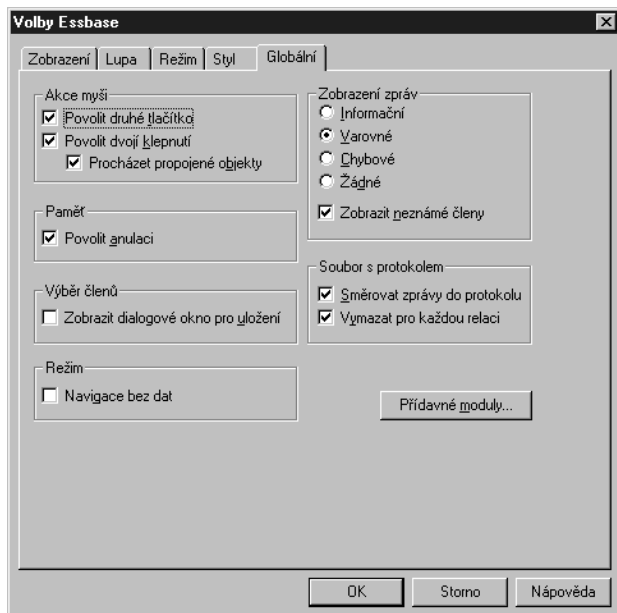 Volby Essbase
Zobrazení Lupa Režim Styl Globální
Akce myši
Povolit druhé tlačítko
Povolit dvojí klepnutí
Procházet propojené objekty
Paměť
Povolit anulaci
Výběr členů
Zobrazit dialogové okno pro uložení
Režim
Navigace bez dat
Zobrazení zpráv
Informační
Varovné
Chybové
Žádné
Zobrazit neznámé členy
Soubor s protokolem
Směrovat zprávy do protokolu
Vymazat pro každou relaci
Přídavné moduly...
OK Storno Nápověda